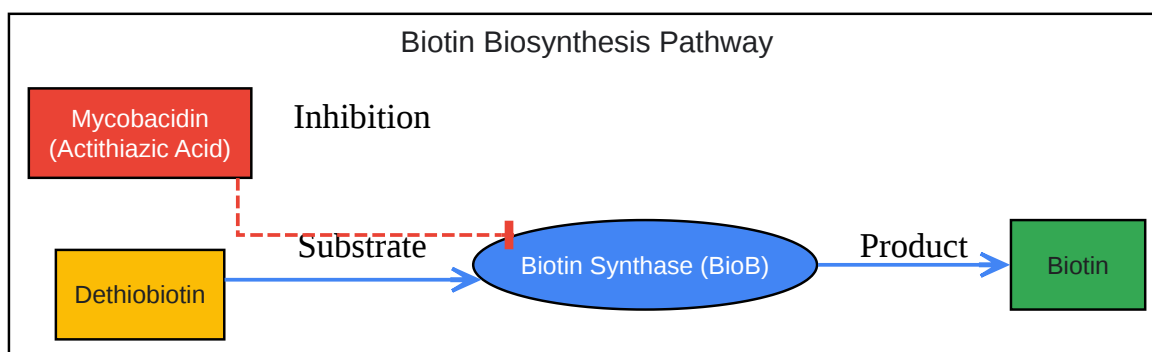 Biotin Biosynthesis Pathway
Mycobacidin
(Actithiazic Acid)
Inhibition
Substrate
Product
Dethiobiotin
Biotin Synthase (BioB)
Biotin